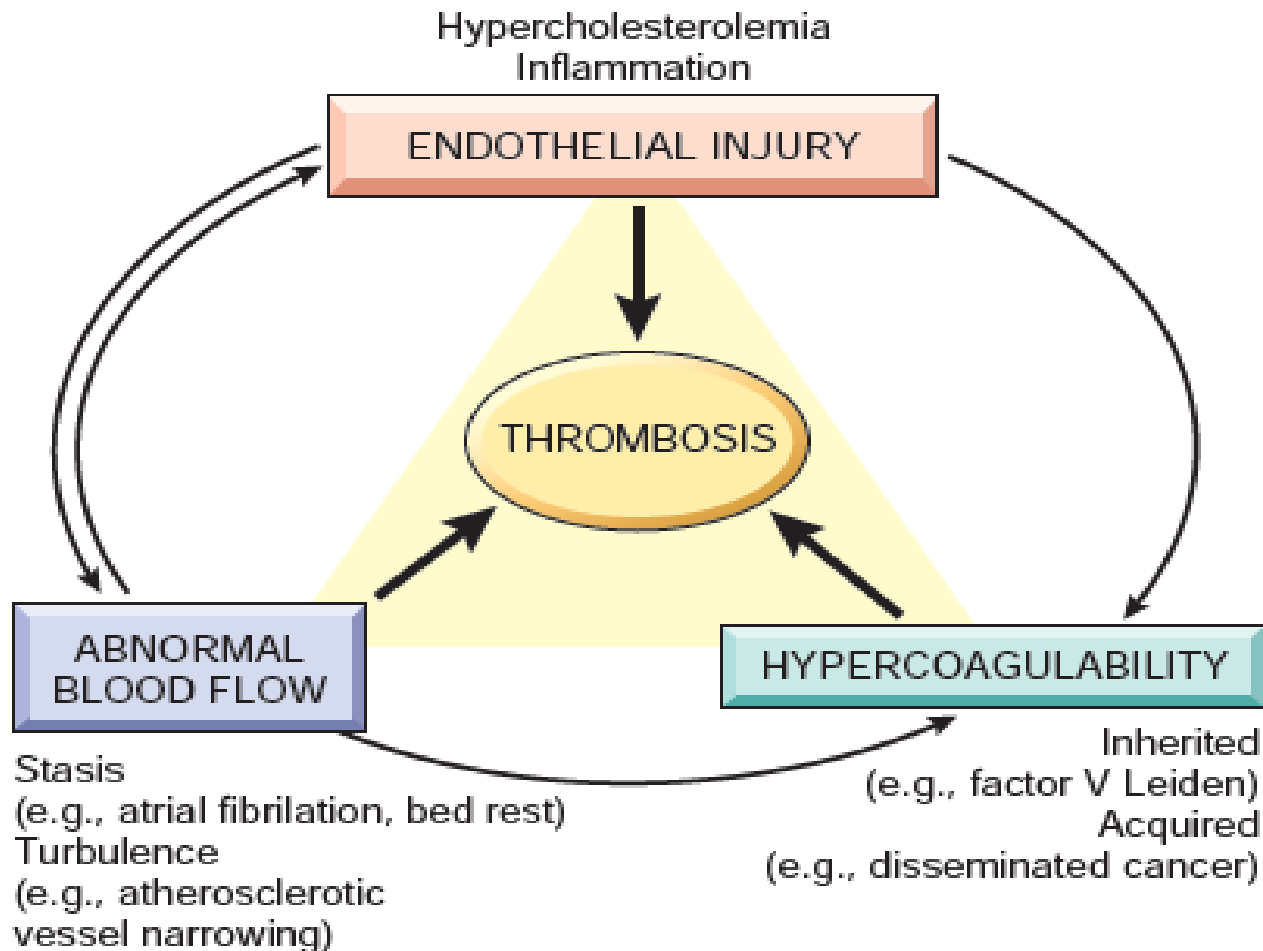 Hypercholesterolemia
Inflammation
ENDOTHELIAL INJURY
THROMBOSIS
ABNORMAL
BLOOD FLOW
Stasis
(e.g., atrial fibrilation, bed rest)
Turbulence
(e.g., atherosclerotic
vessel narrowing)
HYPERCOAGULABILITY
Inherited
(e.g., factor V Leiden)
Acquired
(e.g., disseminated cancer)